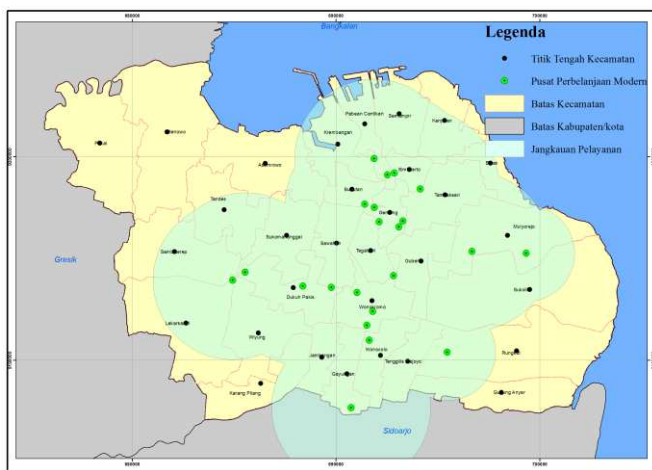 Bangkalan
Legenda
Titik Tengah Kecamatan
Pusat Perbelanjaan Modern
Batas Kecamatan
Batas Kabupaten/kota
Jangkauan Pelayanan
Pabean Cantikan
Semampir
Kenjeran
Krembangan
Pakal
Benowo
Asemrowo
Simokerto
Bulak
Bubutan
Tambaksari
Tandes
Genteng
Sukomanunggal
Sawahan
Mulyorejo
Sambikerep
Tegalsari
Gubeng
Gresik
Dukuh Pakis
Sukolilo
Wonokromo
Lakarsantri
Wiyung
Jambangan
Wonocolo
Tenggilis Mejoyo
Rungkut
Gayungan
Karang Pilang
Gunung Anyar
Sidoarjo